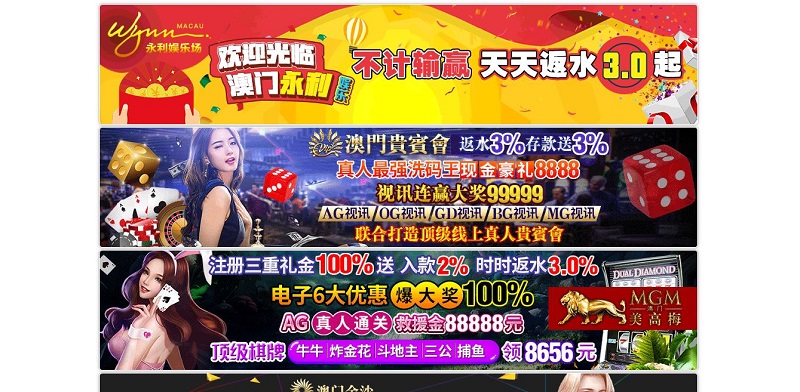 Wynn MACAU
永利娱乐场
欢迎光临
澳门永利娱乐
不计输赢 天天返水3.0起
VIP 澳門貴賓會 返水3%存款送3%
真人最强洗码王现金豪礼8888
视讯连赢大奖99999
AG视讯/OG视讯/GD视讯/BG视讯/MG视讯
联合打造顶级线上真人貴賓會
注册三重礼金100%送 入款2% 时时返水3.0%
电子6大优惠爆大奖100%
AG真人通关 救援金88888元
顶级棋牌 牛牛 炸金花 斗地主 三公 捕鱼 领8656元
DUAL DIAMOND
MGM
澳门
美高梅
澳门金沙